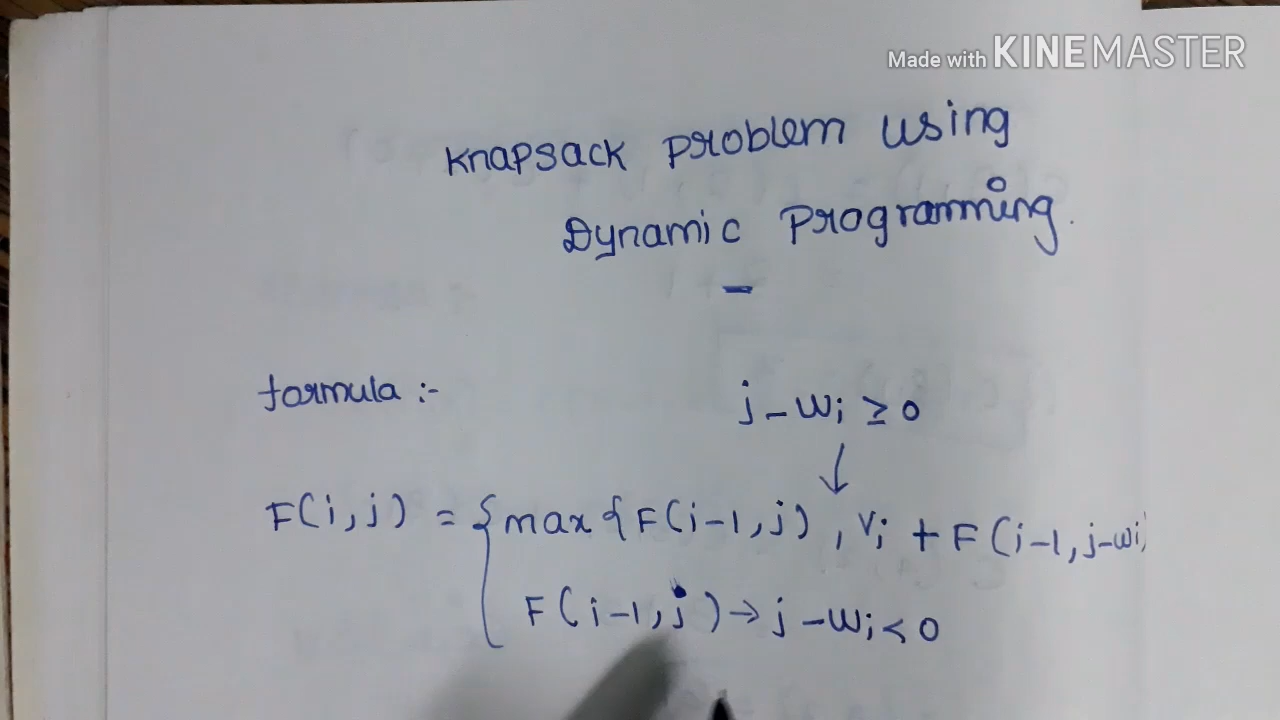 Made with KINEMASTER
Knapsack problem using
Dynamic Programming.
formula :-
j - wi ≥ 0
↓
F(i,j) = { max {F(i-1,j) , vi + F(i-1, j-wi)
F(i-1,j) → j - wi < 0